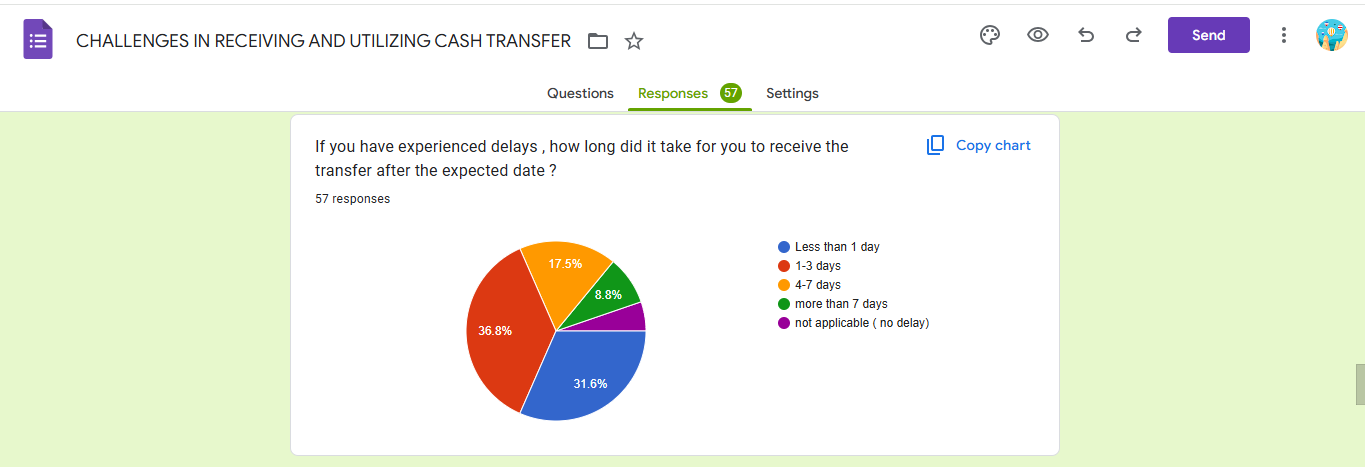 CHALLENGES IN RECEIVING AND UTILIZING CASH TRANSFER
Send
Questions
Responses 57
Settings
If you have experienced delays , how long did it take for you to receive the
transfer after the expected date ?
Copy chart
57 responses
17.5%
8.8%
36.8%
31.6%
Less than 1 day
1-3 days
4-7 days
more than 7 days
not applicable ( no delay)